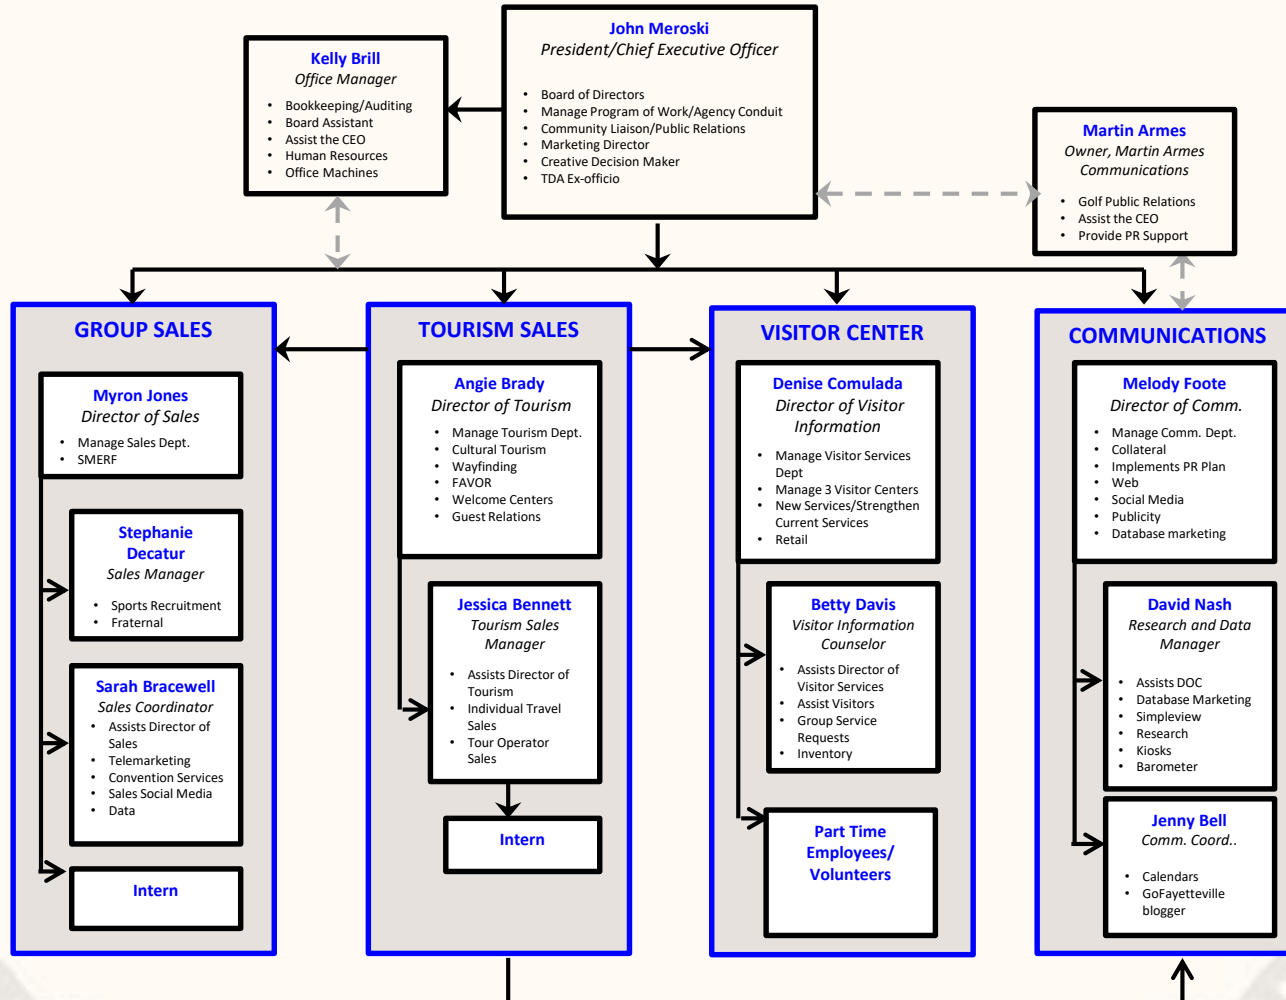 John Meroski
President/Chief Executive Officer
• Board of Directors
• Manage Program of Work/Agency Conduit
• Community Liaison/Public Relations
• Marketing Director
• Creative Decision Maker
• TDA Ex-officio
Kelly Brill
Office Manager
• Bookkeeping/Auditing
• Board Assistant
• Assist the CEO
• Human Resources
• Office Machines
Martin Armes
Owner, Martin Armes
Communications
• Golf Public Relations
• Assist the CEO
• Provide PR Support
GROUP SALES
Myron Jones
Director of Sales
• Manage Sales Dept.
• SMERF
Stephanie
Decatur
Sales Manager
• Sports Recruitment
• Fraternal
Sarah Bracewell
Sales Coordinator
• Assists Director of
Sales
• Telemarketing
• Convention Services
• Sales Social Media
• Data
Intern
TOURISM SALES
Angie Brady
Director of Tourism
• Manage Tourism Dept.
• Cultural Tourism
• Wayfinding
• FAVOR
• Welcome Centers
• Guest Relations
Jessica Bennett
Tourism Sales
Manager
• Assists Director of
Tourism
• Individual Travel
Sales
• Tour Operator
Sales
Intern
VISITOR CENTER
Denise Comulada
Director of Visitor
Information
• Manage Visitor Services
Dept
• Manage 3 Visitor Centers
• New Services/Strengthen
Current Services
• Retail
Betty Davis
Visitor Information
Counselor
• Assists Director of
Visitor Services
• Assist Visitors
• Group Service
Requests
• Inventory
Part Time
Employees/
Volunteers
COMMUNICATIONS
Melody Foote
Director of Comm.
• Manage Comm. Dept.
• Collateral
• Implements PR Plan
• Web
• Social Media
• Publicity
• Database marketing
David Nash
Research and Data
Manager
• Assists DOC
• Database Marketing
• Simpleview
• Research
• Kiosks
• Barometer
Jenny Bell
Comm. Coord..
• Calendars
• GoFayetteville
blogger